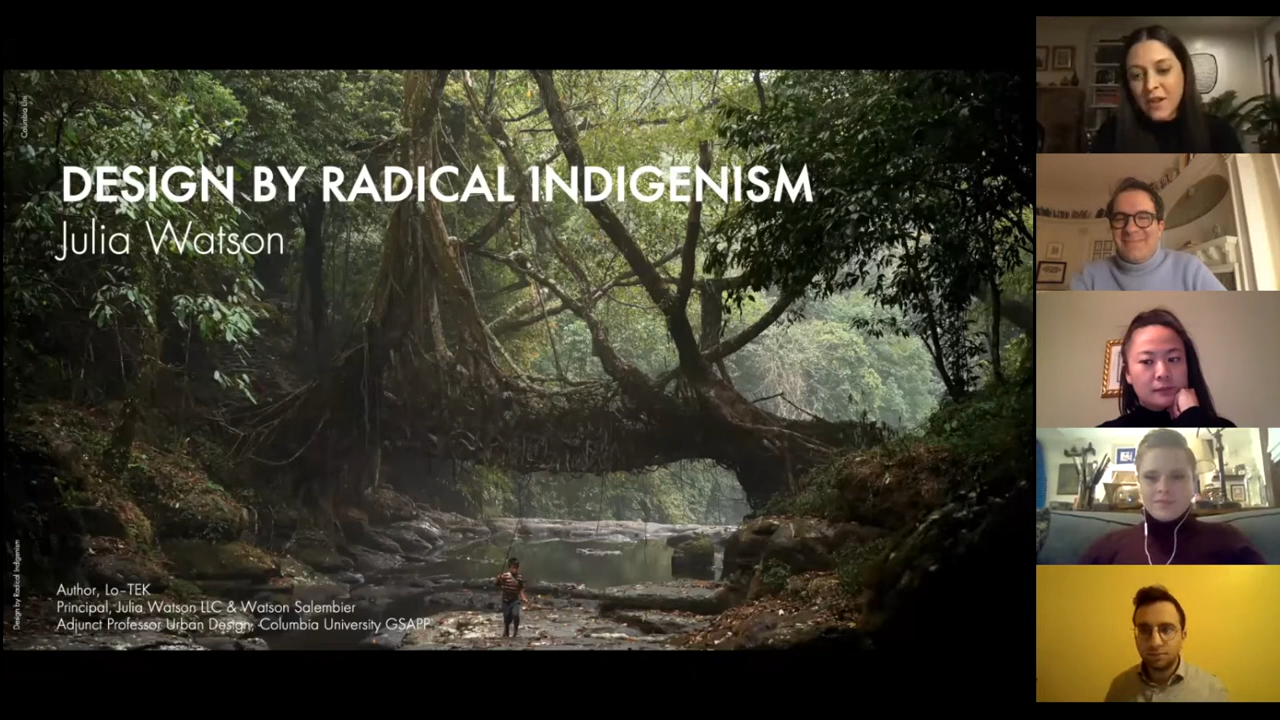 DESIGN BY RADICAL INDIGENISM
Julia Watson
Author, Lo-TEK
Principal, Julia Watson LLC & Watson Salembier
Adjunct Professor Urban Design, Columbia University GSAPP
Design by Radical Indigenism